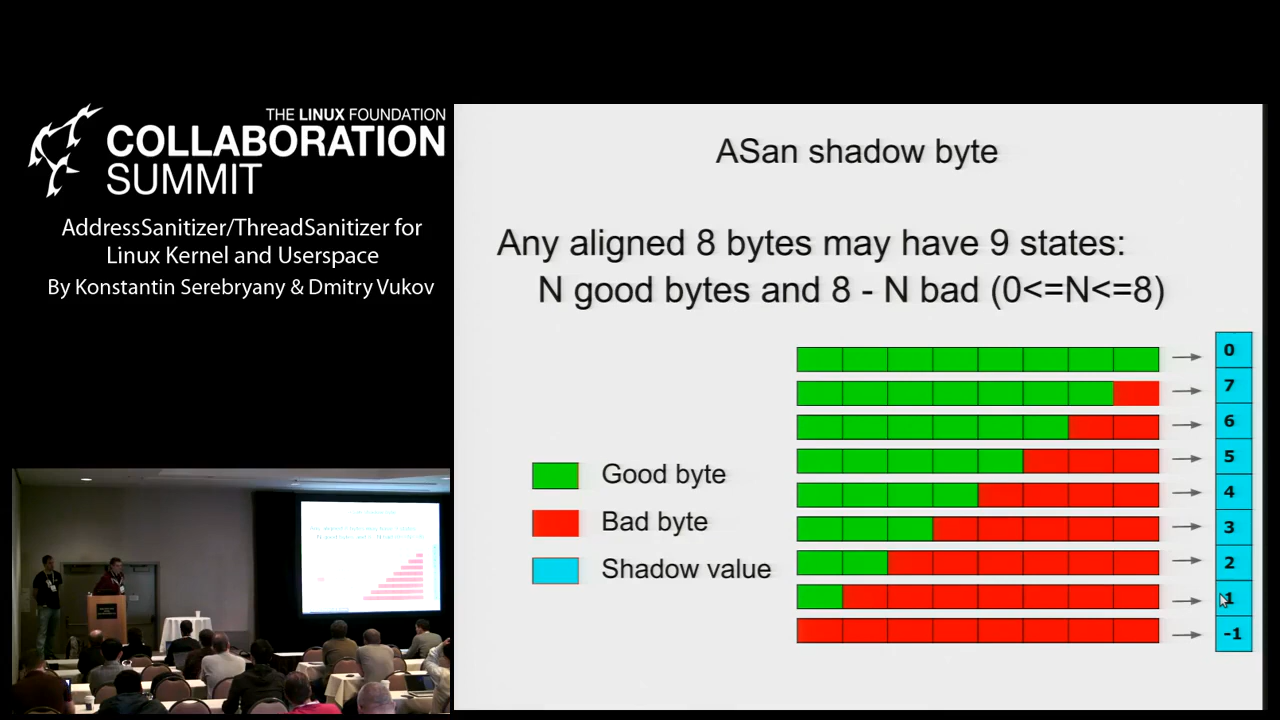 THE LINUX FOUNDATION
COLLABORATION
SUMMIT
AddressSanitizer/ThreadSanitizer for
Linux Kernel and Userspace
By Konstantin Serebryany & Dmitry Vukov
ASan shadow byte
Any aligned 8 bytes may have 9 states:
N good bytes and 8 - N bad (0<=N<=8)
Good byte
Bad byte
Shadow value
0
7
6
5
4
3
2
1
-1